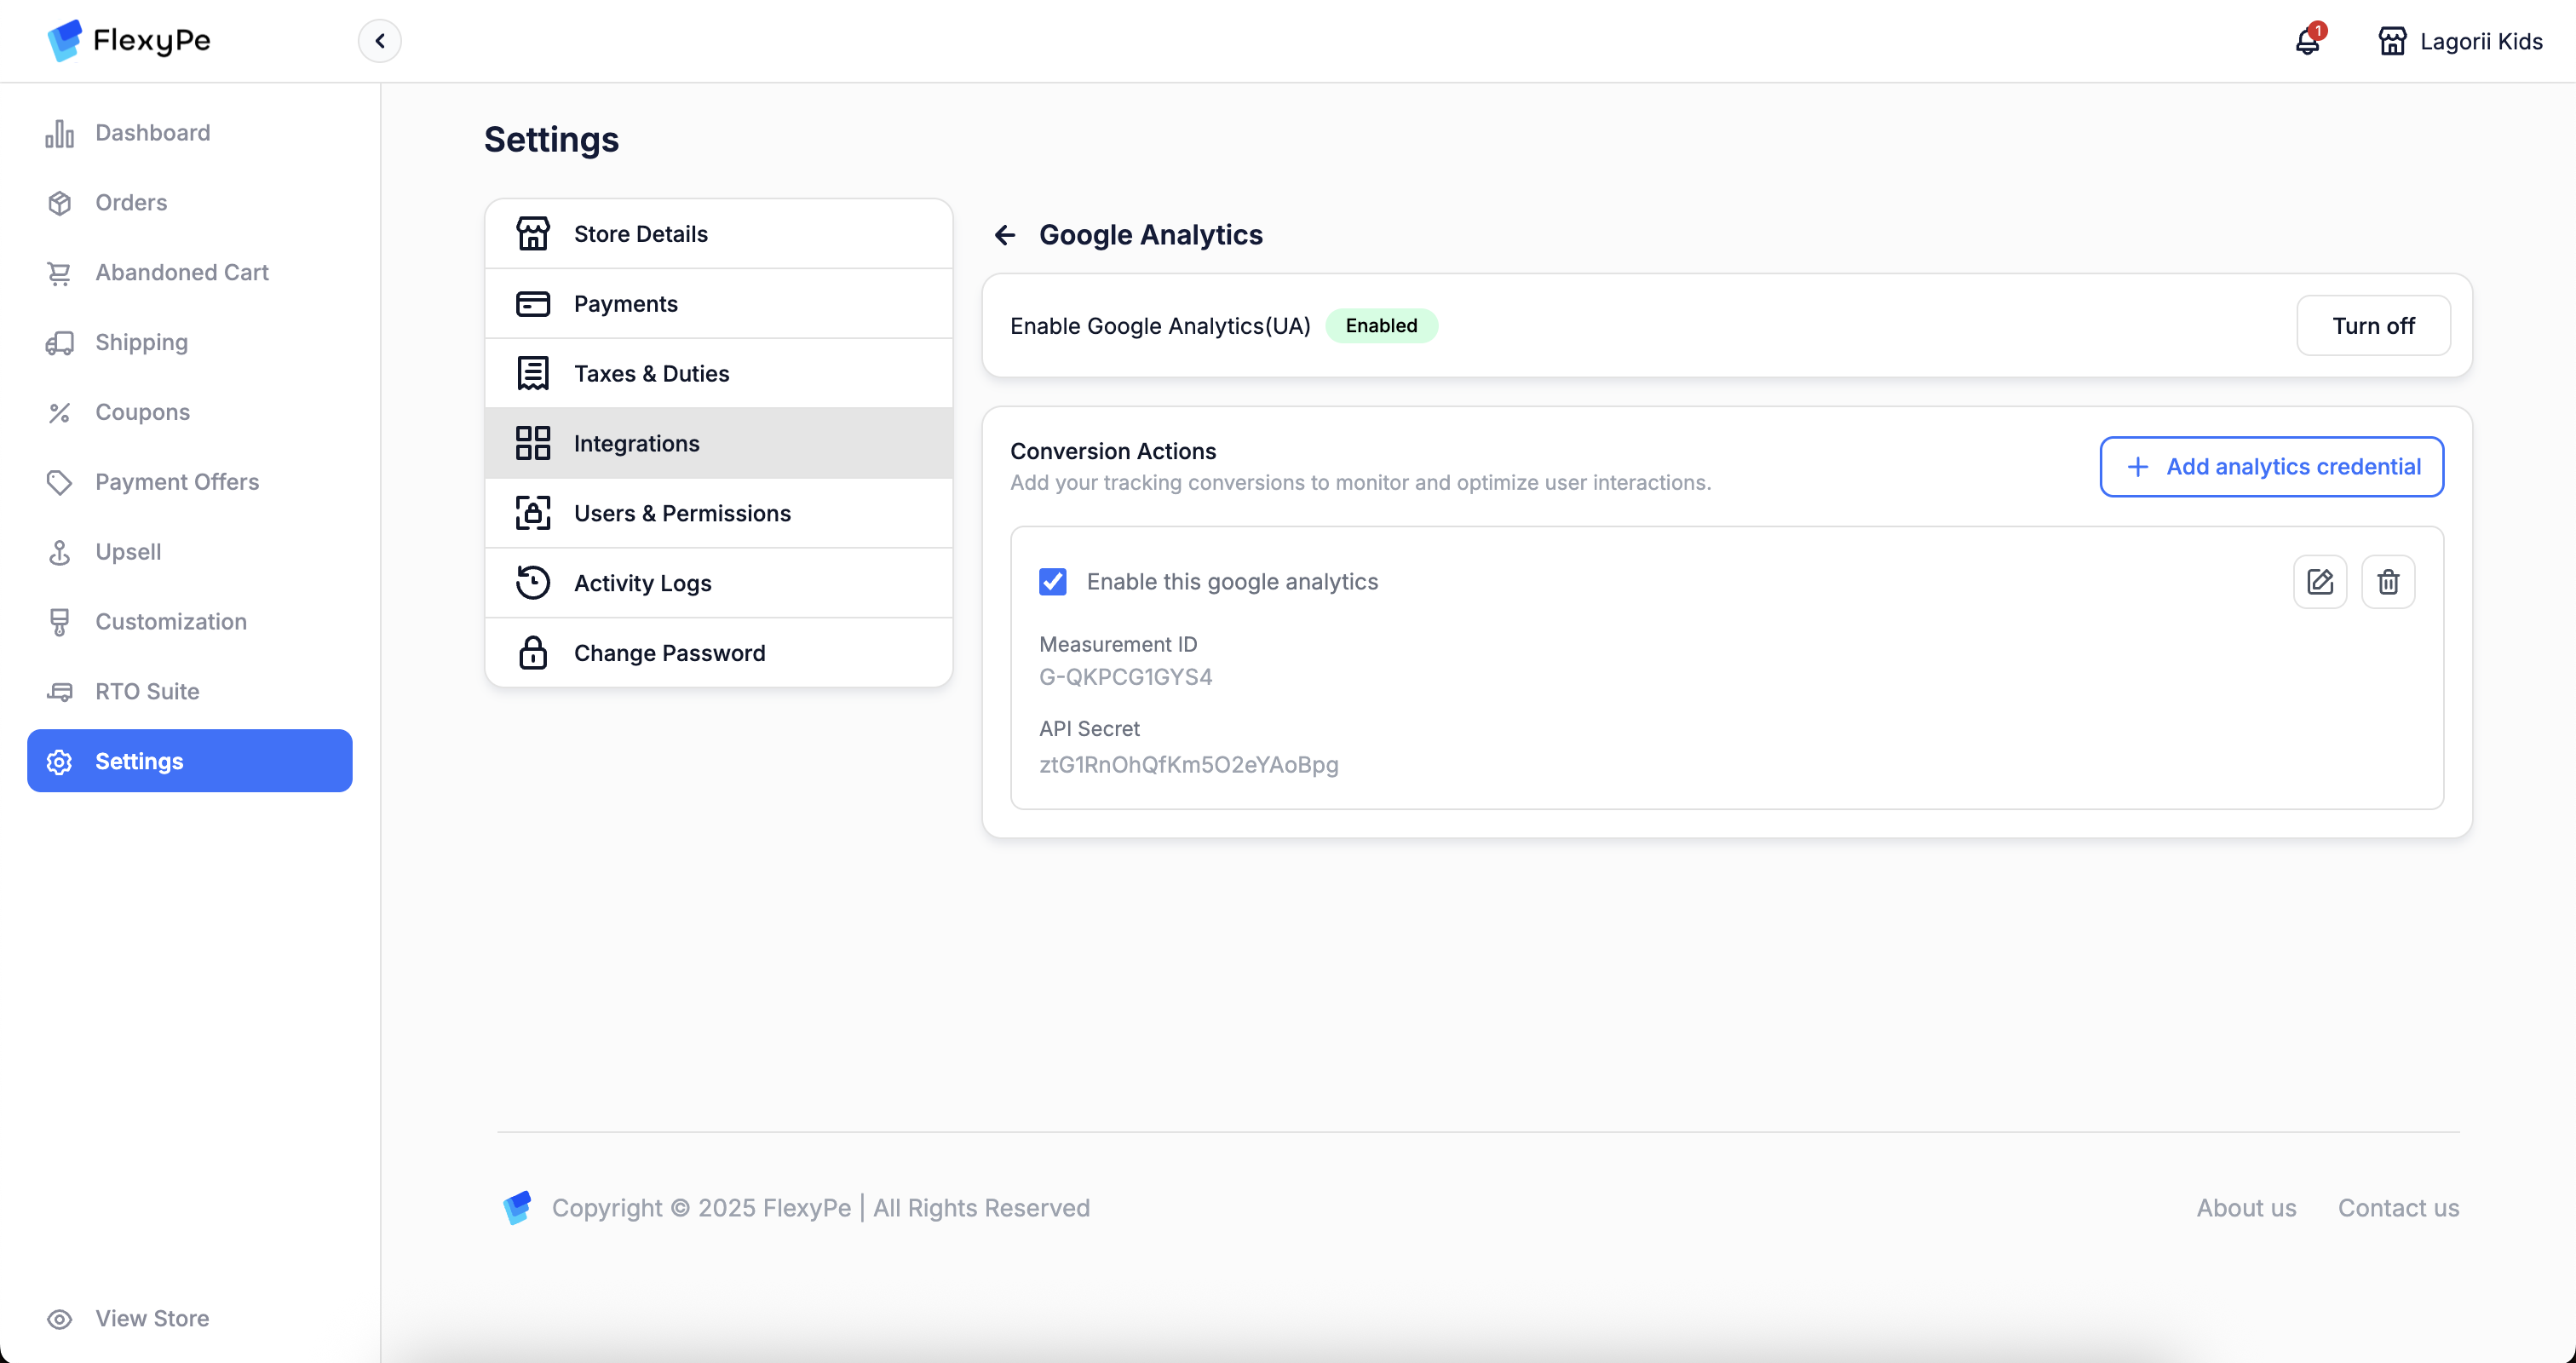 FlexyPe
1
Lagorii Kids
Dashboard
Orders
Abandoned Cart
Shipping
Coupons
Payment Offers
Upsell
Customization
RTO Suite
Settings
View Store
Settings
Store Details
Payments
Taxes & Duties
Integrations
Users & Permissions
Activity Logs
Change Password
Google Analytics
Enable Google Analytics(UA) Enabled
Turn off
Conversion Actions
Add your tracking conversions to monitor and optimize user interactions.
Add analytics credential
Enable this google analytics
Measurement ID
G-QKPCG1GYS4
API Secret
ztG1RnOhQfKm5O2eYAoBpg
Copyright © 2025 FlexyPe | All Rights Reserved
About us
Contact us